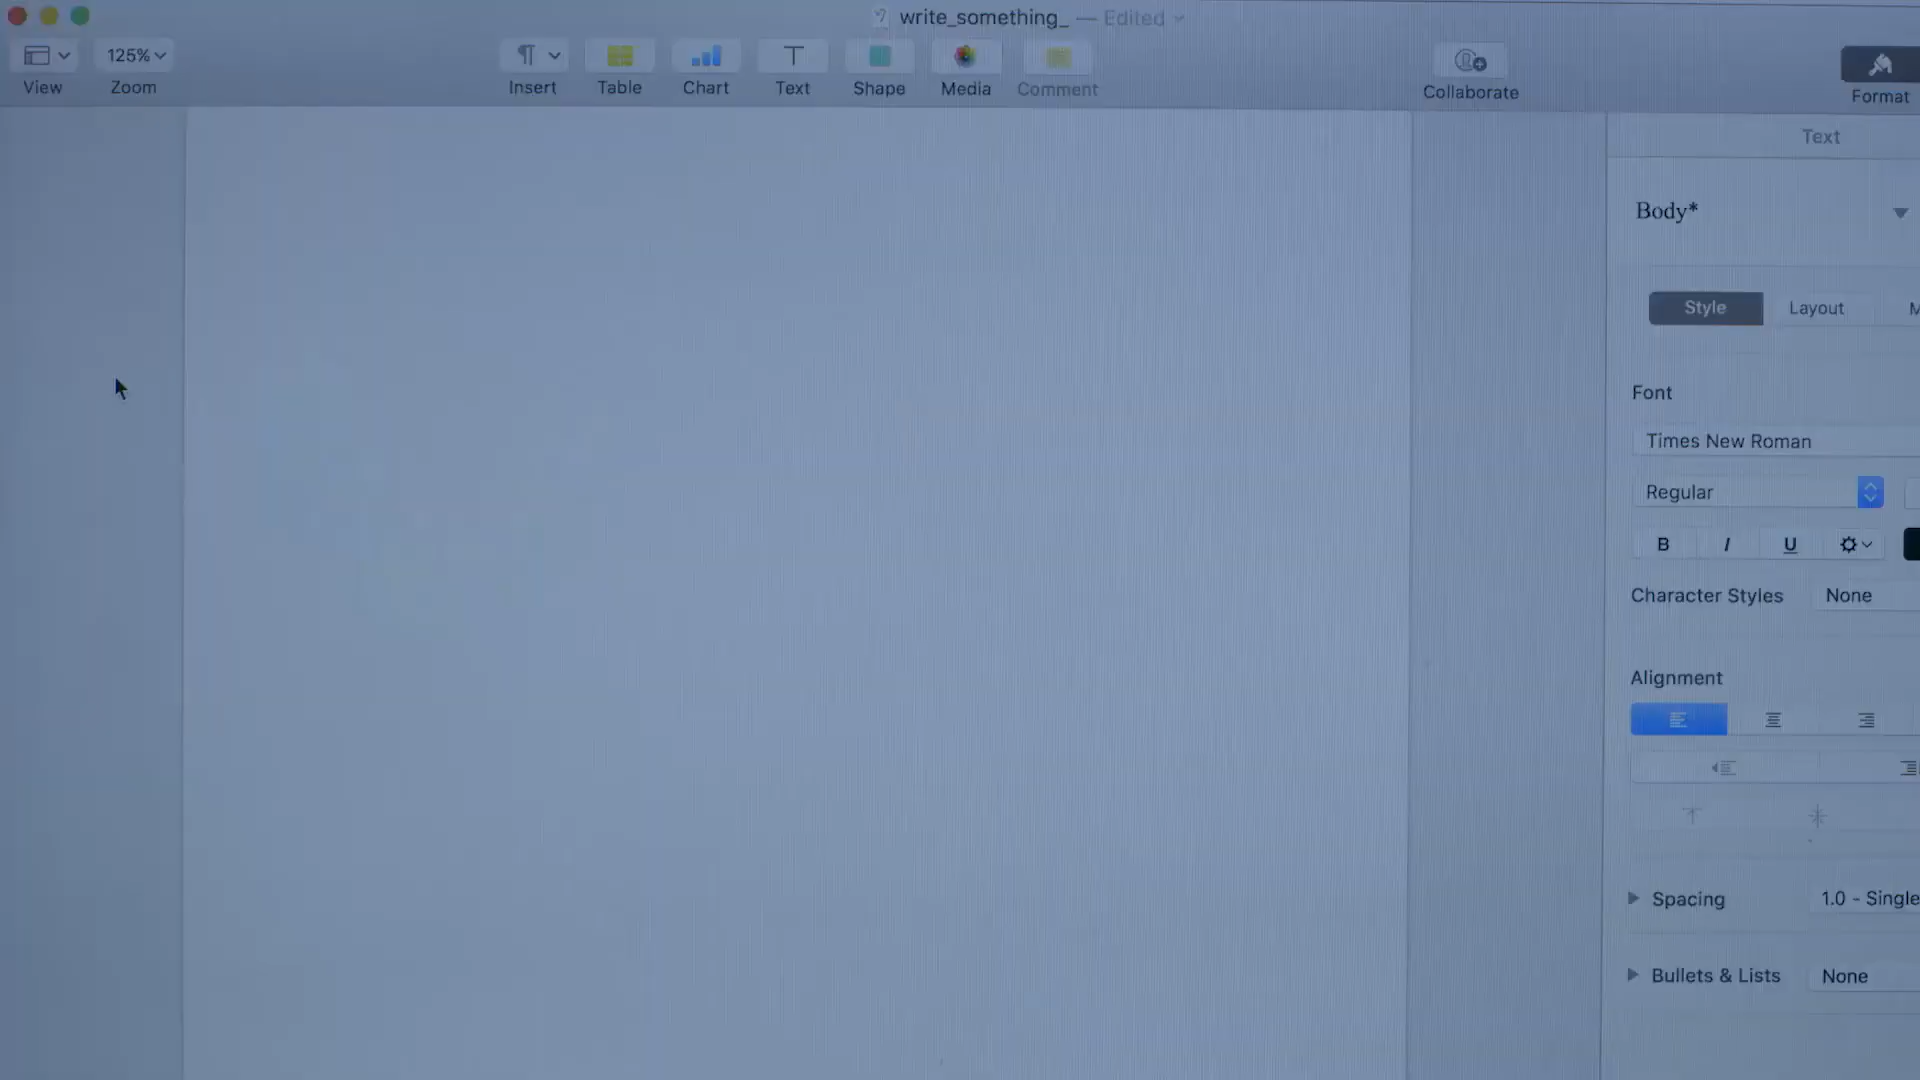 write_something_ — Edited
125%
View
Zoom
Insert
Table
Chart
Text
Shape
Media
Comment
Collaborate
Format
Text
Body*
Style
Layout
M
Font
Times New Roman
Regular
B I U
Character Styles None
Alignment
Spacing 1.0 - Single
Bullets & Lists None